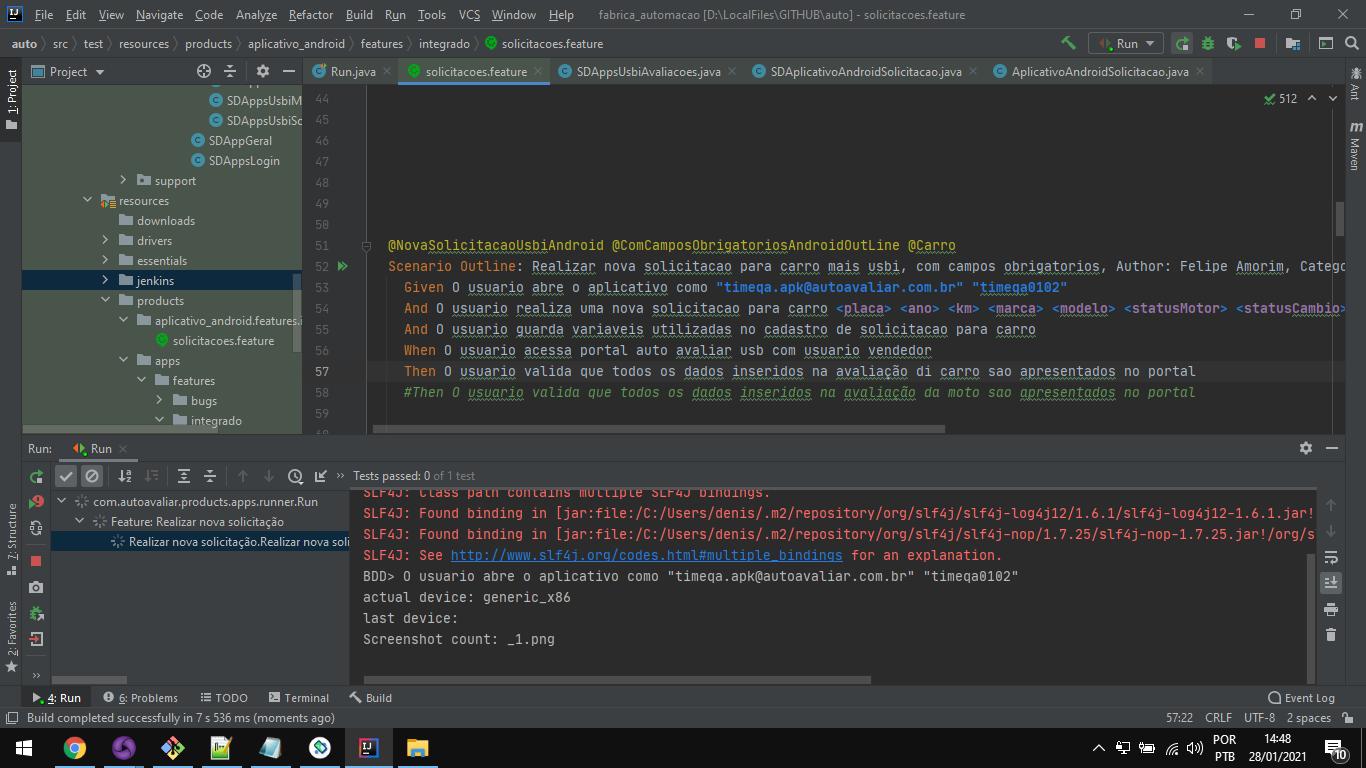 File Edit View Navigate Code Analyze Refactor Build Run Tools VCS Window Help fabrica_automacao [D:\LocalFiles\GITHUB\auto] - solicitacoes.feature
auto src test resources products aplicativo_android features integrado solicitacoes.feature Run
Project Run.java solicitacoes.feature SDAppsUsbiAvaliacoes.java SDAplicativoAndroidSolicitacao.java AplicativoAndroidSolicitacao.java
1: Project
SDAppsUsbiM
SDAppsUsbiSo
SDAppGeral
SDAppsLogin
support
resources
downloads
drivers
essentials
jenkins
products
aplicativo_android.features.i
solicitacoes.feature
apps
features
bugs
integrado
512
44
45
46
47
48
49
50
51 @NovaSolicitacaoUsbiAndroid @ComCamposObrigatoriosAndroidOutLine @Carro
52 Scenario Outline: Realizar nova solicitacao para carro mais usbi, com campos obrigatorios, Author: Felipe Amorim, Catego
53 Given O usuario abre o aplicativo como "timeqa.apk@autoavaliar.com.br" "timeqa0102"
54 And O usuario realiza uma nova solicitacao para carro <placa> <ano> <km> <marca> <modelo> <statusMotor> <statusCambio>
55 And O usuario guarda variaveis utilizadas no cadastro de solicitacao para carro
56 When O usuario acessa portal auto avaliar usb com usuario vendedor
57 Then O usuario valida que todos os dados inseridos na avaliação di carro sao apresentados no portal
58 #Then O usuario valida que todos os dados inseridos na avaliação da moto sao apresentados no portal
59
Ant
Maven
Run: Run
Tests passed: 0 of 1 test
com.autoavaliar.products.apps.runner.Run
Feature: Realizar nova solicitação
Realizar nova solicitação.Realizar nova soli
SLF4J: Class path contains multiple SLF4J bindings.
SLF4J: Found binding in [jar:file:/C:/Users/denis/.m2/repository/org/slf4j/slf4j-log4j12/1.6.1/slf4j-log4j12-1.6.1.jar!
SLF4J: Found binding in [jar:file:/C:/Users/denis/.m2/repository/org/slf4j/slf4j-nop/1.7.25/slf4j-nop-1.7.25.jar!/org/s
SLF4J: See http://www.slf4j.org/codes.html#multiple_bindings for an explanation.
BDD> O usuario abre o aplicativo como "timeqa.apk@autoavaliar.com.br" "timeqa0102"
actual device: generic_x86
last device:
Screenshot count: _1.png
7: Structure
2: Favorites
4: Run 6: Problems TODO Terminal Build Event Log
Build completed successfully in 7 s 536 ms (moments ago) 57:22 CRLF UTF-8 2 spaces
POR 14:48
PTB 28/01/2021 10